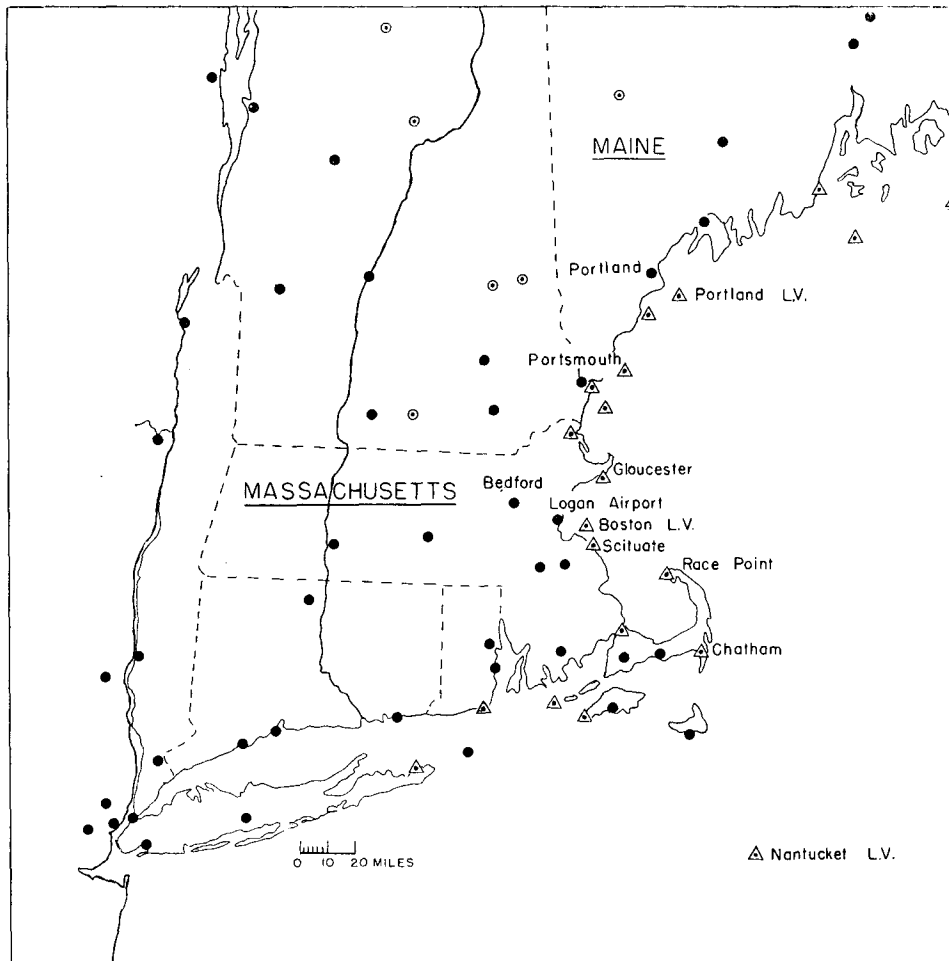 MAINE
Portland
Portland L.V.
Portsmouth
Gloucester
Bedford
MASSACHUSETTS
Logan Airport
Boston L.V.
Scituate
Race Point
Chatham
0 10 20 MILES
Nantucket L.V.